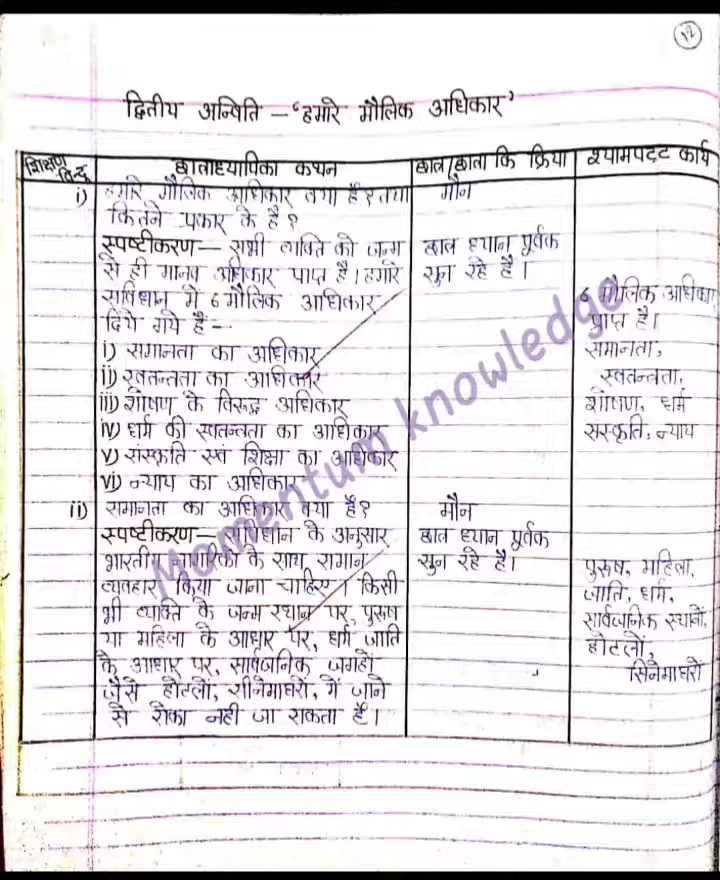 12
द्वितीय अन्विति – 'हमारे मौलिक अधिकार'
शिक्षण बिन्दु
छात्राध्यापिका कथन
छात्र/छात्रा कि क्रिया
श्यामपट्ट कार्य
i) हमारे मौलिक अधिकार क्या है? तथा
कितने प्रकार के है?
स्पष्टीकरण— सभी व्यक्ति को जन्म
से ही मानव अधिकार प्राप्त है। हमारे
संविधान में 6 मौलिक अधिकार
दिये गये है –
i) समानता का अधिकार
ii) स्वतन्त्रता का अधिकार
iii) शोषण के विरुद्ध अधिकार
iv) धर्म की स्वतन्त्रता का अधिकार
v) संस्कृति एवं शिक्षा का अधिकार
vi) न्याय का अधिकार
मौन
छात्र ध्यान पूर्वक
सुन रहे है।
6 मौलिक अधिकार
प्राप्त है।
समानता,
स्वतन्त्रता,
शोषण, धर्म
संस्कृति, न्याय
ii) समानता का अधिकार क्या है?
स्पष्टीकरण— संविधान के अनुसार
भारतीय नागरिकों के साथ समान
व्यवहार किया जाना चाहिए। किसी
भी व्यक्ति के जन्म स्थान पर, पुरुष
या महिला के आधार पर, धर्म जाति
के आधार पर, सार्वजनिक जगहों
जैसे होटलों, सीनेमाघरों, में जाने
से रोका नही जा सकता है।
मौन
छात्र ध्यान पूर्वक
सुन रहे है।
पुरुष, महिला,
जाति, धर्म,
सार्वजनिक स्थानों,
होटलों,
सिनेमाघरों
Momentum knowledge